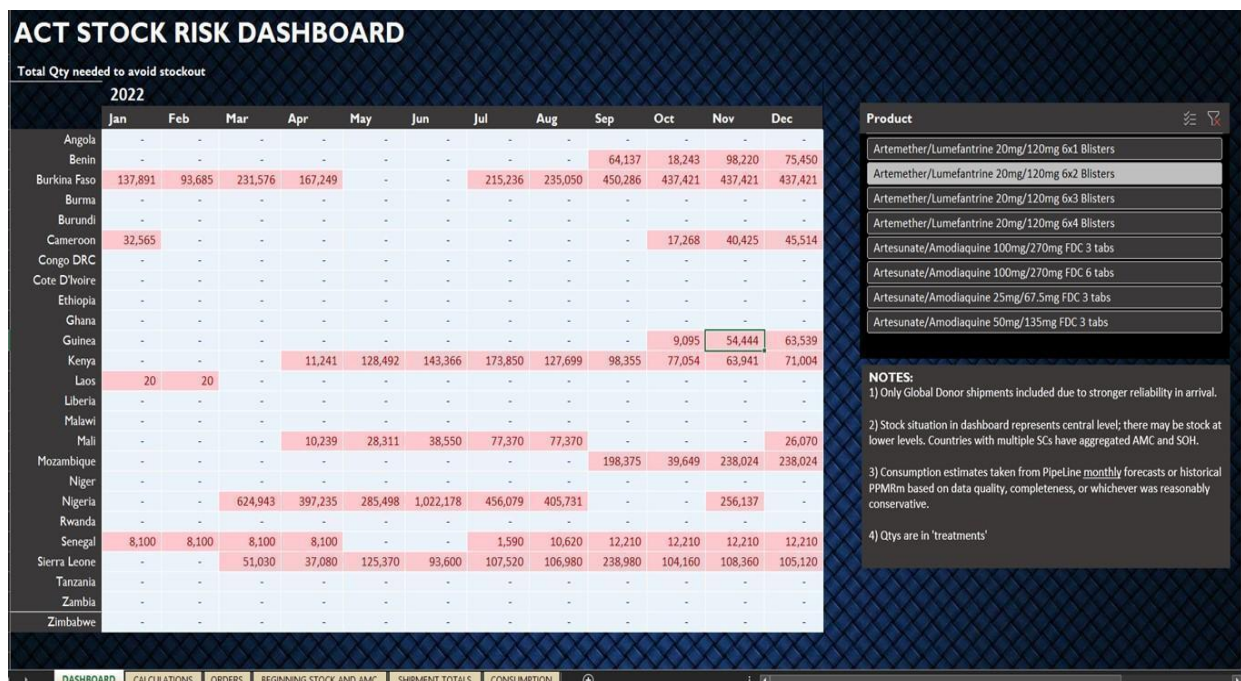 ACT STOCK RISK DASHBOARD
Total Qty needed to avoid stockout
2022
Jan Feb Mar Apr May Jun Jul Aug Sep Oct Nov Dec
Angola - - - - - - - - - - - -
Benin - - - - - - - - 64,137 18,243 98,220 75,450
Burkina Faso 137,891 93,685 231,576 167,249 - - 215,236 235,050 450,286 437,421 437,421 437,421
Burma - - - - - - - - - - - -
Burundi - - - - - - - - - - - -
Cameroon 32,565 - - - - - - - - 17,268 40,425 45,514
Congo DRC - - - - - - - - - - - -
Cote D'Ivoire - - - - - - - - - - - -
Ethiopia - - - - - - - - - - - -
Ghana - - - - - - - - - - - -
Guinea - - - - - - - - - 9,095 54,444 63,539
Kenya - - - 11,241 128,492 143,366 173,850 127,699 98,355 77,054 63,941 71,004
Laos 20 20 - - - - - - - - - -
Liberia - - - - - - - - - - - -
Malawi - - - - - - - - - - - -
Mali - - - 10,239 28,311 38,550 77,370 77,370 - - - 26,070
Mozambique - - - - - - - - 198,375 39,649 238,024 238,024
Niger - - - - - - - - - - - -
Nigeria - - 624,943 397,235 285,498 1,022,178 456,079 405,731 - - 256,137 -
Rwanda - - - - - - - - - - - -
Senegal 8,100 8,100 8,100 8,100 - - 1,590 10,620 12,210 12,210 12,210 12,210
Sierra Leone - - 51,030 37,080 125,370 93,600 107,520 106,980 238,980 104,160 108,360 105,120
Tanzania - - - - - - - - - - - -
Zambia - - - - - - - - - - - -
Zimbabwe - - - - - - - - - - - -
Product
Artemether/Lumefantrine 20mg/120mg 6x1 Blisters
Artemether/Lumefantrine 20mg/120mg 6x2 Blisters
Artemether/Lumefantrine 20mg/120mg 6x3 Blisters
Artemether/Lumefantrine 20mg/120mg 6x4 Blisters
Artesunate/Amodiaquine 100mg/270mg FDC 3 tabs
Artesunate/Amodiaquine 100mg/270mg FDC 6 tabs
Artesunate/Amodiaquine 25mg/67.5mg FDC 3 tabs
Artesunate/Amodiaquine 50mg/135mg FDC 3 tabs
NOTES:
1) Only Global Donor shipments included due to stronger reliability in arrival.
2) Stock situation in dashboard represents central level; there may be stock at
lower levels. Countries with multiple SCs have aggregated AMC and SOH.
3) Consumption estimates taken from PipeLine monthly forecasts or historical
PPMRm based on data quality, completeness, or whichever was reasonably
conservative.
4) Qtys are in 'treatments'
DASHBOARD CALCULATIONS ORDERS BEGINNING STOCK AND AMC SHIPMENT TOTALS CONSUMPTION